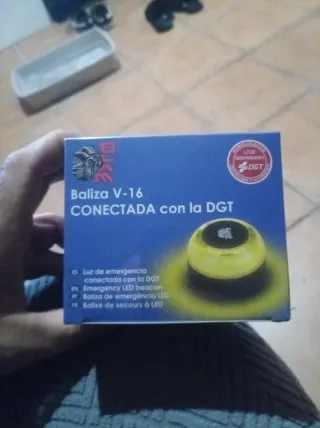 Baliza V-16
CONECTADA con la DGT
DGT
ES Luz de emergencia
conectada con la DGT
EN Emergency LED beacon
PT Baliza de emergência LED
FR Balise de secours à LED